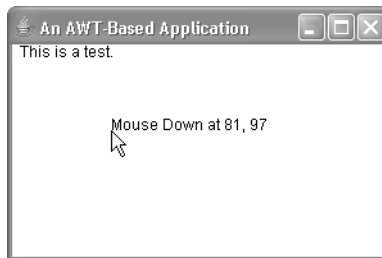 An AWT-Based Application
This is a test.
Mouse Down at 81, 97